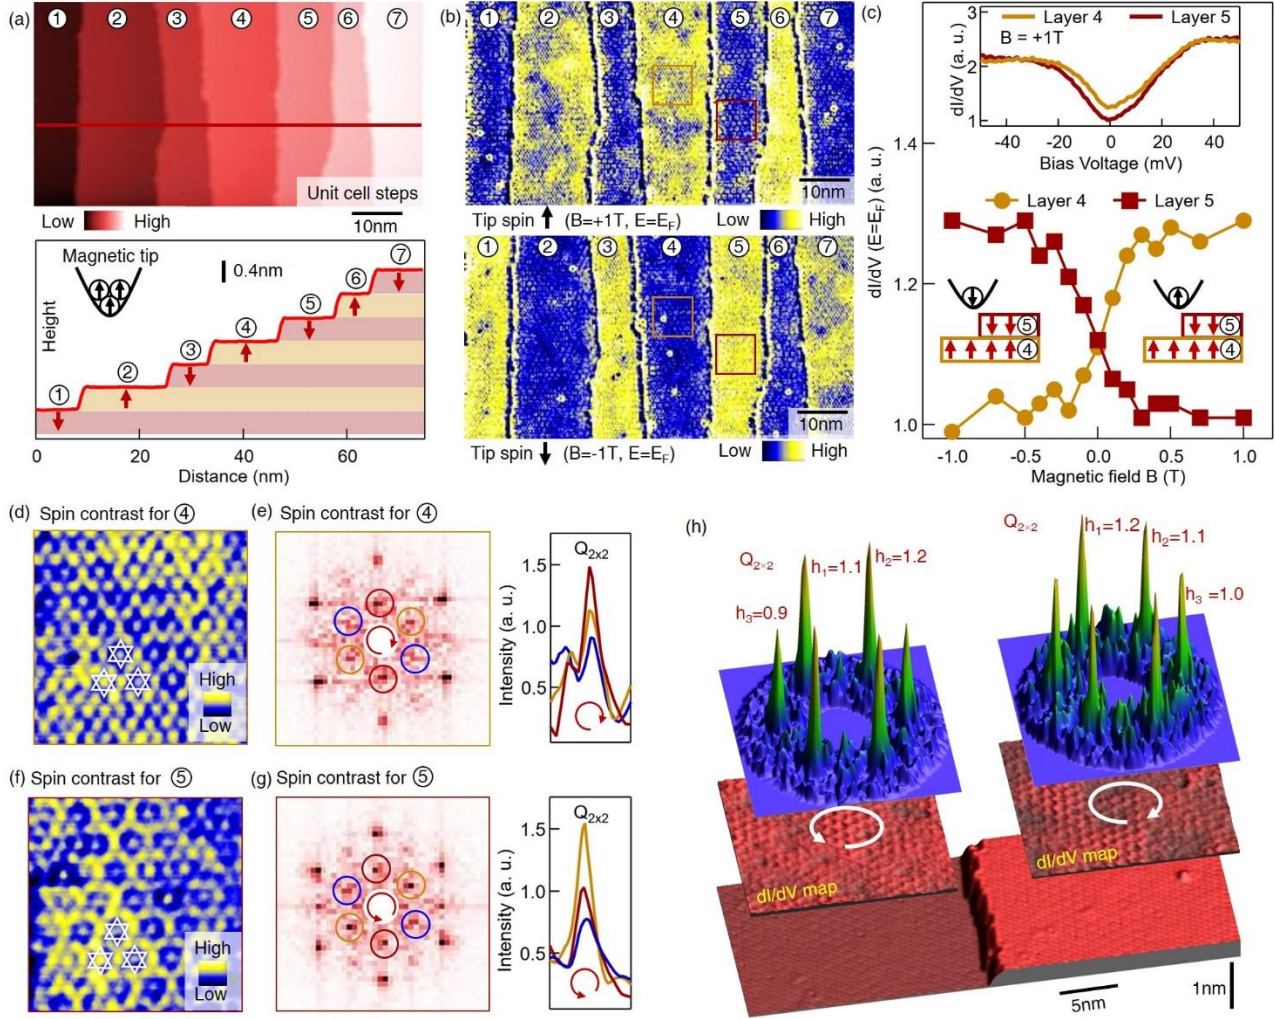 (a)
① ② ③ ④ ⑤ ⑥ ⑦
Unit cell steps
Low High
10nm
Magnetic tip
0.4nm
Height
① ② ③ ④ ⑤ ⑥ ⑦
0 20 40 60
Distance (nm)
(b)
① ② ③ ④ ⑤ ⑥ ⑦
10nm
Tip spin (B=+1T, E=E_F) Low High
① ② ③ ④ ⑤ ⑥ ⑦
10nm
Tip spin (B=-1T, E=E_F) Low High
(c)
3
2
1
dI/dV (a. u.)
Layer 4 Layer 5
B = +1T
-40 -20 0 20 40
Bias Voltage (mV)
1.4
1.3
1.2
1.1
1.0
dI/dV (E=E_F) (a. u.)
Layer 4 Layer 5
⑤
④
⑤
④
-1.0 -0.5 0.0 0.5 1.0
Magnetic field B (T)
(d) Spin contrast for ④
High
Low
(e) Spin contrast for ④
Intensity (a. u.)
1.5
1.0
0.5
Q2x2
(f) Spin contrast for ⑤
High
Low
(g) Spin contrast for ⑤
Intensity (a. u.)
1.5
1.0
0.5
Q2x2
(h)
Q2×2
h1=1.1
h2=1.2
h3=0.9
Q2×2
h1=1.2
h2=1.1
h3=1.0
dI/dV map
dI/dV map
5nm
1nm